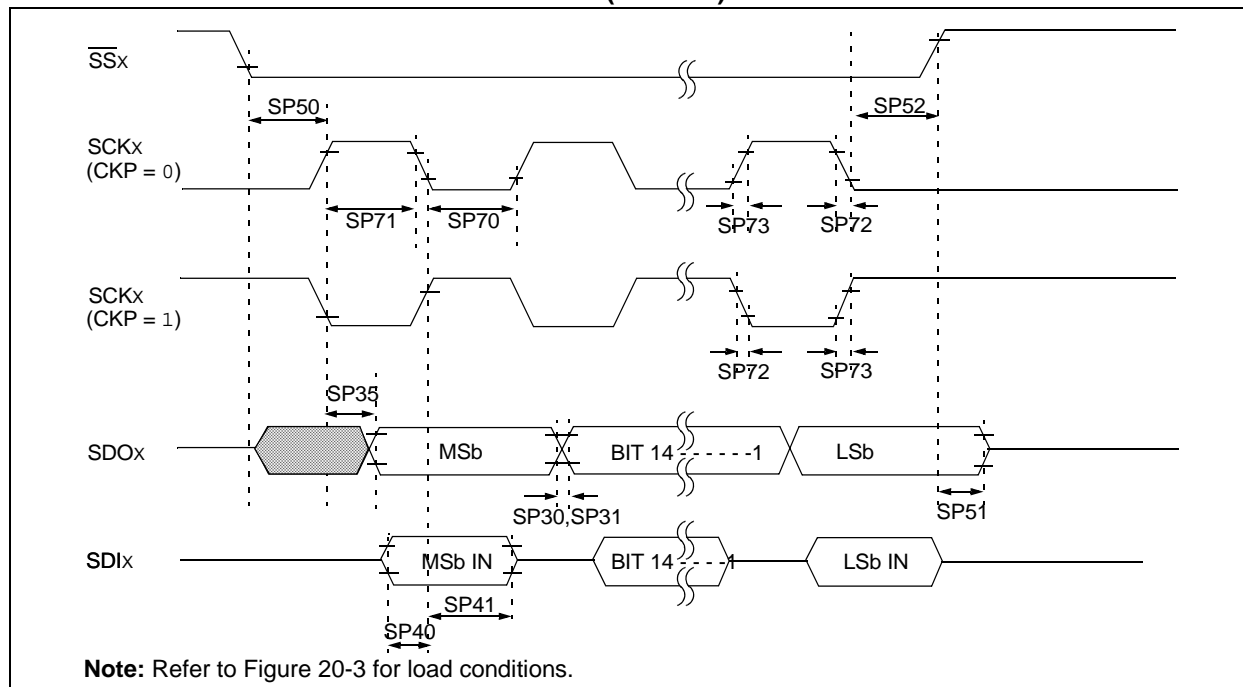 SSx
SP50
SP52
SCKx
(CKP = 0)
SP71
SP70
SP73
SP72
SCKx
(CKP = 1)
SP72
SP73
SP35
SDOx
MSb
BIT 14 - - - - - -1
LSb
SP30,SP31
SP51
SDIx
MSb IN
BIT 14 - - - -1
LSb IN
SP41
SP40
Note: Refer to Figure 20-3 for load conditions.